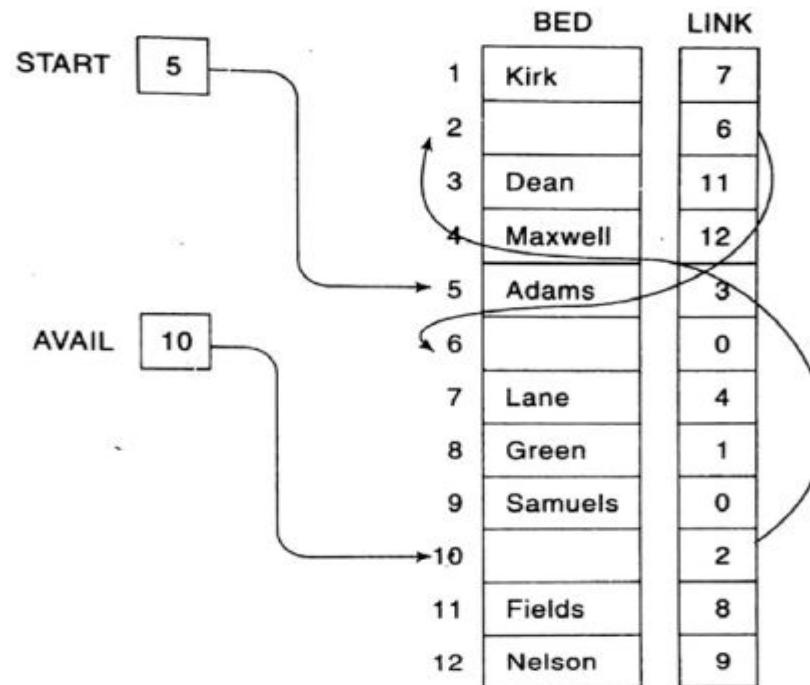 BED LINK
START 5
1 Kirk 7
2 6
3 Dean 11
4 Maxwell 12
5 Adams 3
AVAIL 10
6 0
7 Lane 4
8 Green 1
9 Samuels 0
10 2
11 Fields 8
12 Nelson 9